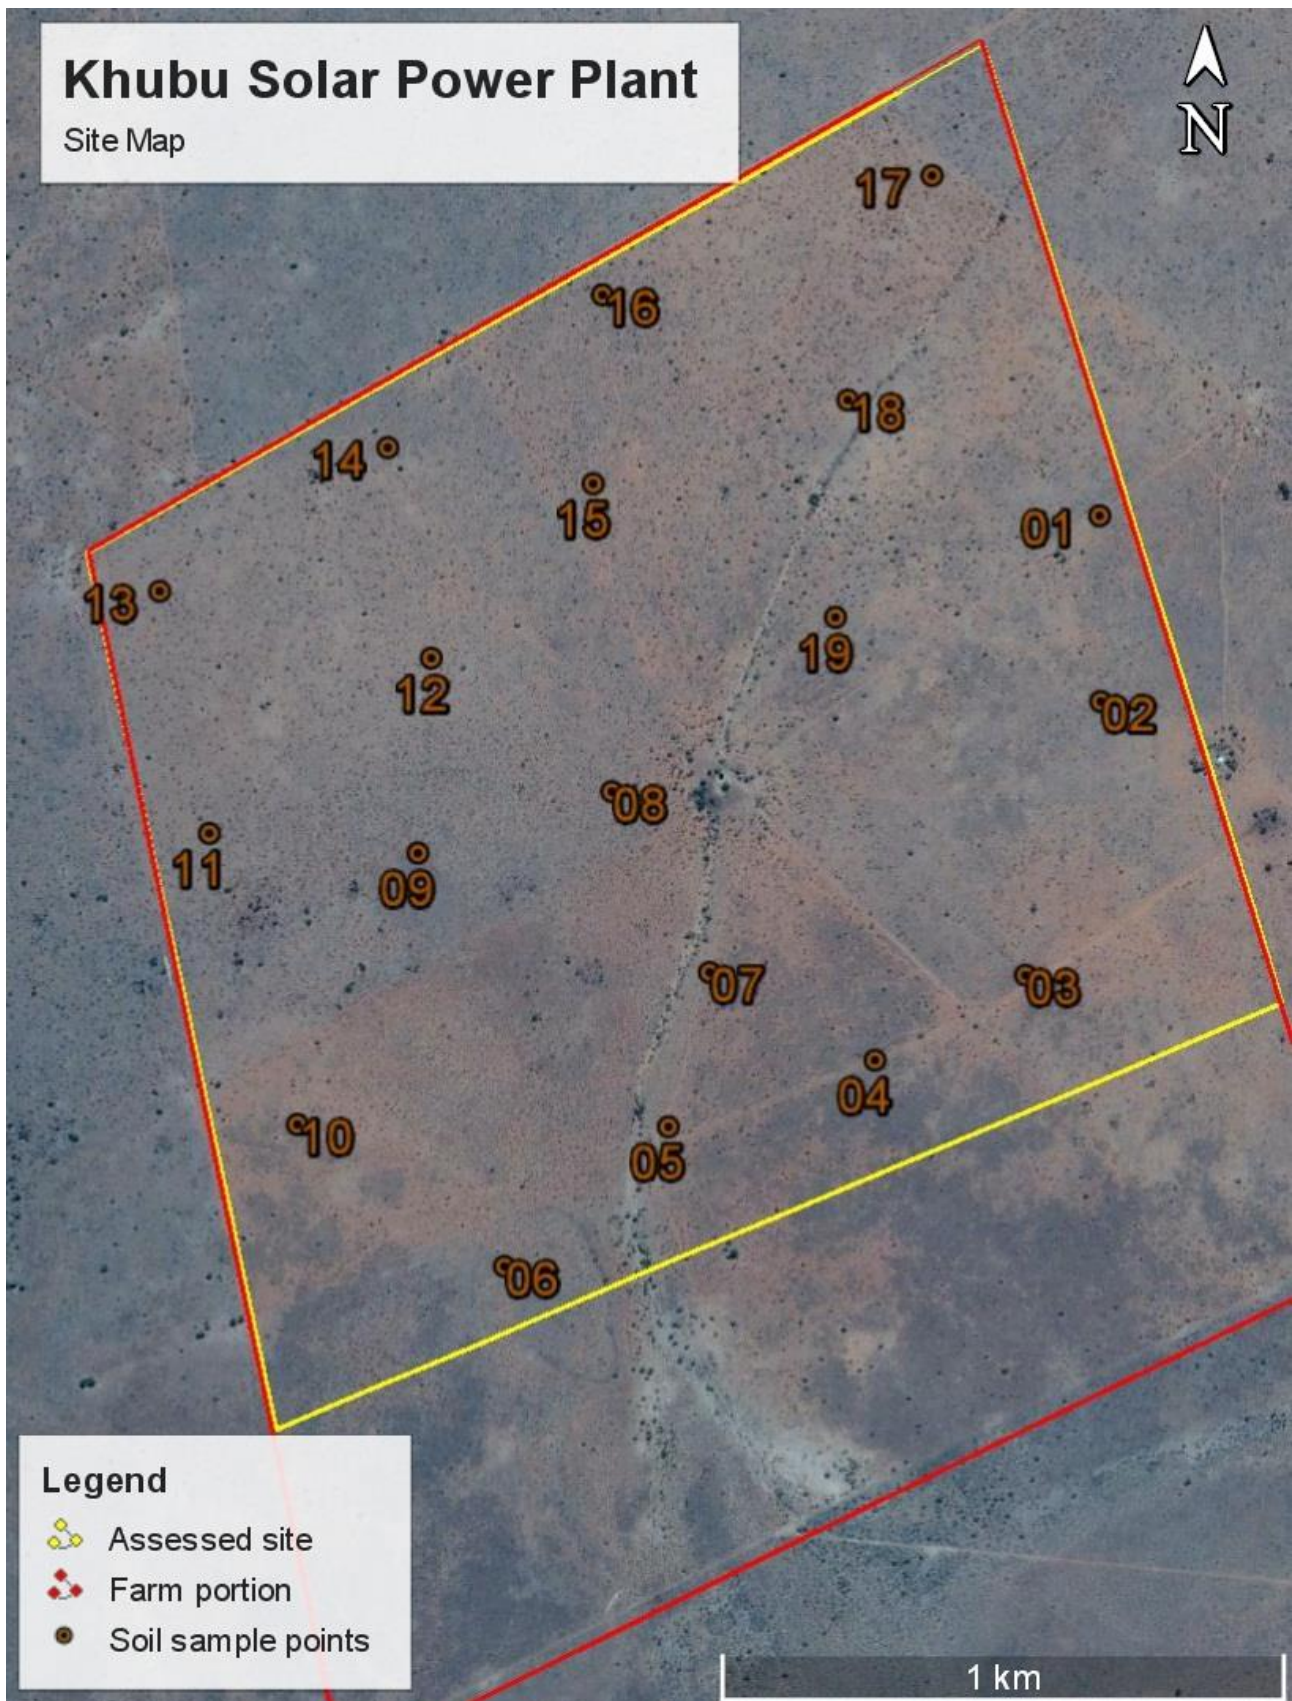 Khubu Solar Power Plant
Site Map
N
17
16
18
14
15
01
13
19
12
02
08
11
09
07
03
04
10
05
06
Legend
Assessed site
Farm portion
Soil sample points
1 km